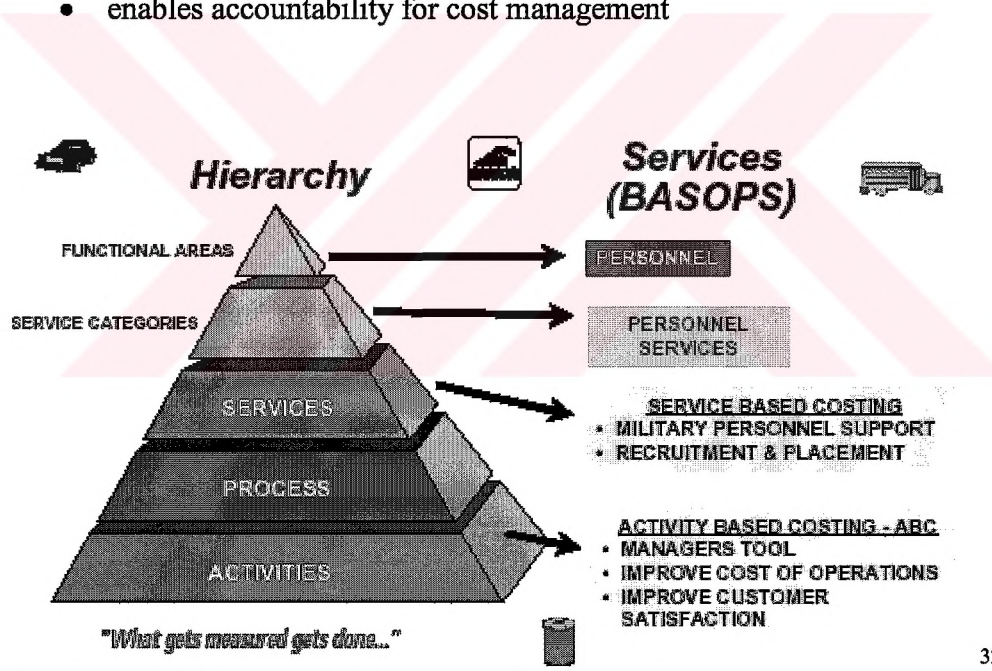 • enables accountability for cost management
Hierarchy
Services
(BASOPS)
FUNCTIONAL AREAS
PERSONNEL
SERVICE CATEGORIES
PERSONNEL
SERVICES
SERVICES
SERVICE BASED COSTING
• MILITARY PERSONNEL SUPPORT
• RECRUITMENT & PLACEMENT
PROCESS
ACTIVITIES
ACTIVITY BASED COSTING - ABC
• MANAGERS TOOL
• IMPROVE COST OF OPERATIONS
• IMPROVE CUSTOMER
SATISFACTION
"What gets measured gets done..."